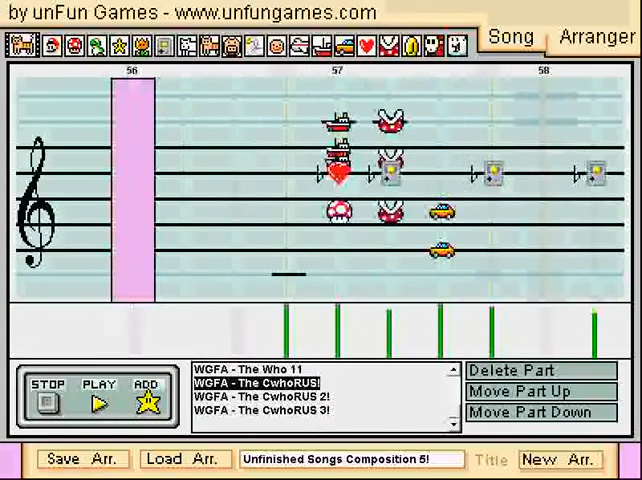 by unFun Games - www.unfungames.com
Song
Arranger
56 57 58
STOP PLAY ADD
WGFA - The Who 11
WGFA - The CwhoRUS!
WGFA - The CwhoRUS 2!
WGFA - The CwhoRUS 3!
Delete Part
Move Part Up
Move Part Down
Save Arr.
Load Arr.
Unfinished Songs Composition 5!
Title
New Arr.